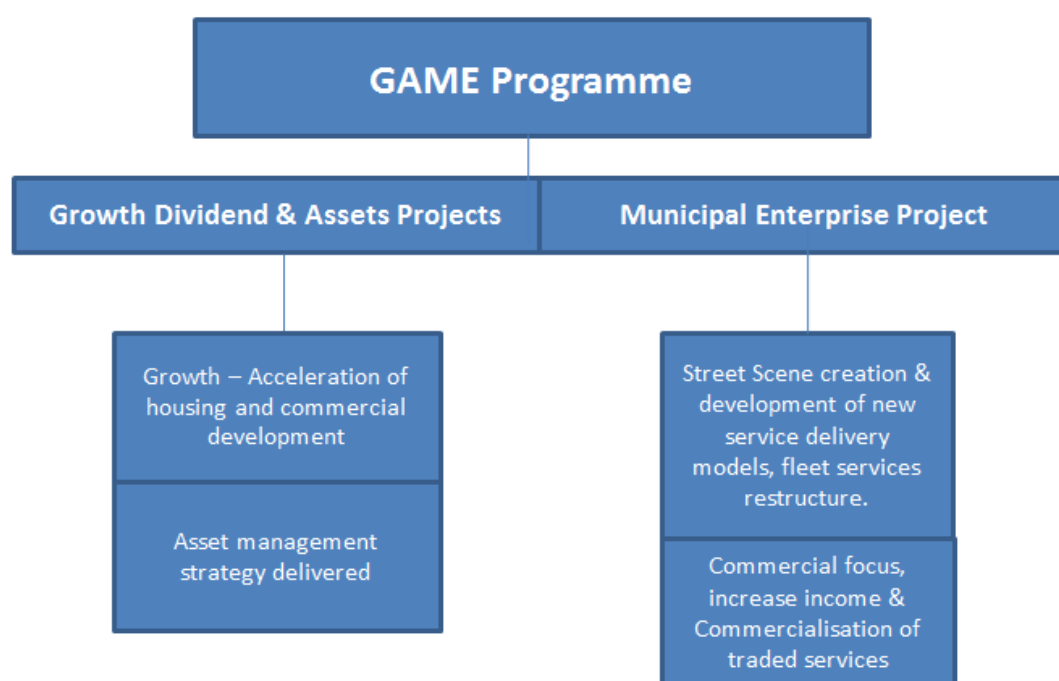 GAME Programme
Growth Dividend & Assets Projects
Municipal Enterprise Project
Growth – Acceleration of
housing and commercial
development
Asset management
strategy delivered
Street Scene creation &
development of new
service delivery
models, fleet services
restructure.
Commercial focus,
increase income &
Commercialisation of
traded services